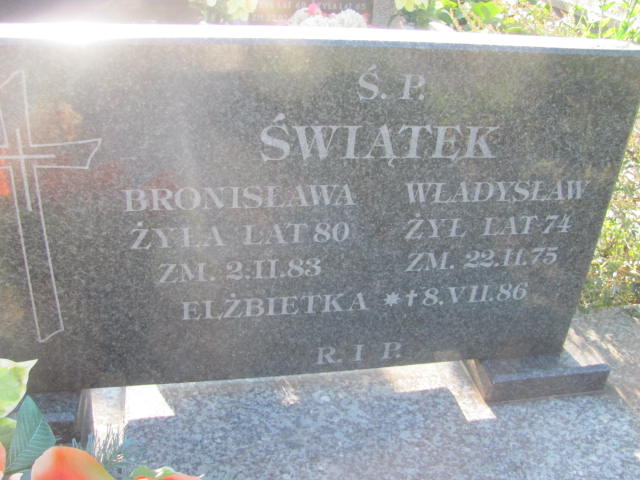 Ś. P.
ŚWIĄTEK
BRONISŁAWA WŁADYSŁAW
ŻYŁA LAT 80 ŻYŁ LAT 74
ZM. 2.II.83 ZM. 22.II.75
ELŻBIETKA ✷ † 8.VII.86
R. I P.